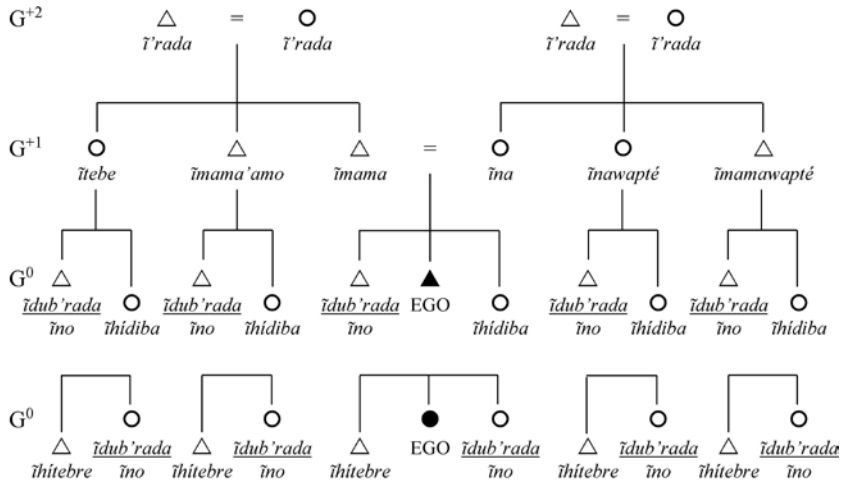 G+2 = =
ĩ'rada ĩ'rada ĩ'rada ĩ'rada
G+1 =
ĩtebe ĩmama'amo ĩmama ĩna ĩnawapté ĩmamawapté
G0
ĩdub'rada ĩdub'rada ĩdub'rada EGO ĩdub'rada ĩdub'rada
ĩno ĩhídiba ĩno ĩhídiba ĩno ĩhídiba ĩno ĩhídiba ĩno ĩhídiba
G0
ĩdub'rada ĩdub'rada EGO ĩdub'rada ĩdub'rada ĩdub'rada
ĩhítebre ĩno ĩhítebre ĩno ĩhítebre ĩno ĩhítebre ĩno ĩhítebre ĩno